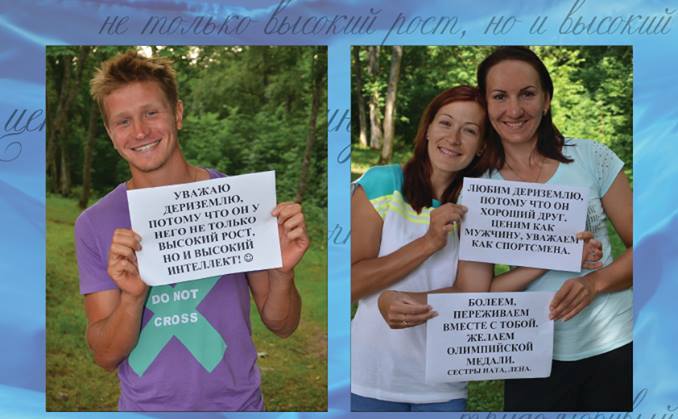 не только высокий рост, но и высокий
УВАЖАЮ
ДЕРИЗЕМЛЮ,
ПОТОМУ ЧТО ОН У
НЕГО НЕ ТОЛЬКО
ВЫСОКИЙ РОСТ,
НО И ВЫСОКИЙ
ИНТЕЛЛЕКТ! ☺
DO NOT
CROSS
ЛЮБИМ ДЕРИЗЕМЛЮ,
ПОТОМУ ЧТО ОН
ХОРОШИЙ ДРУГ.
ЦЕНИМ КАК
МУЖЧИНУ, УВАЖАЕМ
КАК СПОРТСМЕНА.
БОЛЕЕМ,
ПЕРЕЖИВАЕМ
ВМЕСТЕ С ТОБОЙ.
ЖЕЛАЕМ
ОЛИМПИЙСКОЙ
МЕДАЛИ.
СЕСТРЫ НАТА, ЛЕНА.